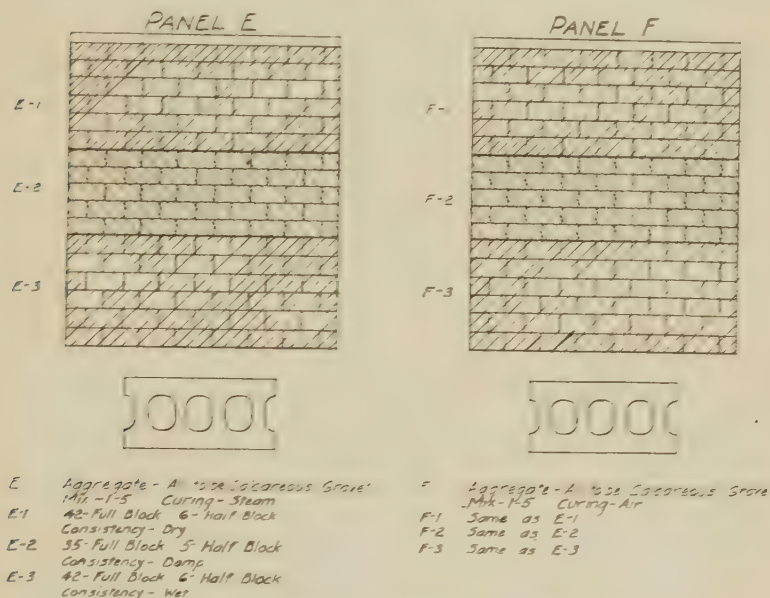 PANEL E
PANEL F
E-1
E-2
E-3
F-
F-2
F-3
E Aggregate - Calcareous Gravel
Mix - 1-5 Curing - Steam
E-1 42-Full Block 6-Half Block
Consistency - Dry
E-2 35-Full Block 5-Half Block
Consistency - Damp
E-3 42-Full Block 6-Half Block
Consistency - Wet
F Aggregate - Calcareous Gravel
Mix - 1-5 Curing - Air
F-1 Same as E-1
F-2 Same as E-2
F-3 Same as E-3